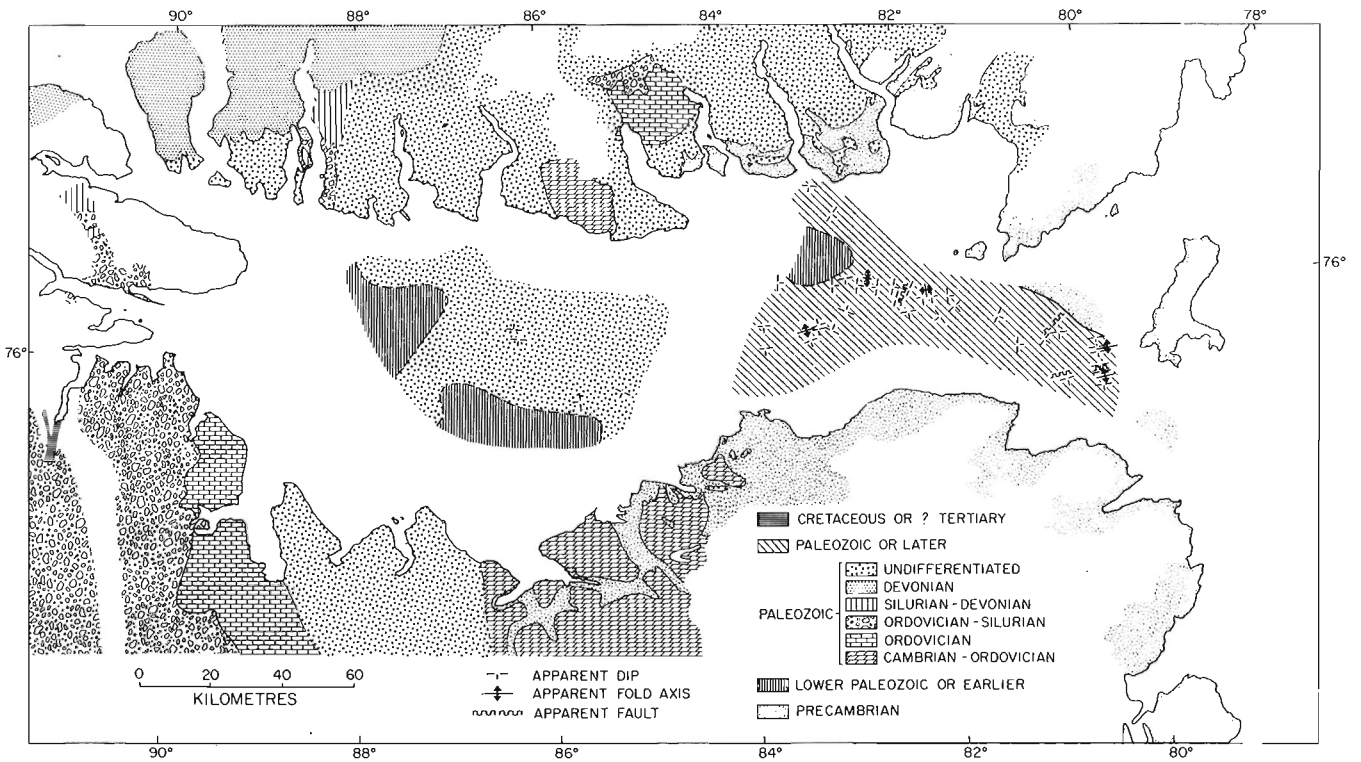 90° 88° 86° 84° 82° 80° 78°
76°
76°
CRETACEOUS OR ? TERTIARY
PALEOZOIC OR LATER
PALEOZOIC
UNDIFFERENTIATED
DEVONIAN
SILURIAN-DEVONIAN
ORDOVICIAN-SILURIAN
ORDOVICIAN
CAMBRIAN-ORDOVICIAN
LOWER PALEOZOIC OR EARLIER
PRECAMBRIAN
0 20 40 60
KILOMETRES
APPARENT DIP
APPARENT FOLD AXIS
APPARENT FAULT
90° 88° 86° 84° 82° 80°